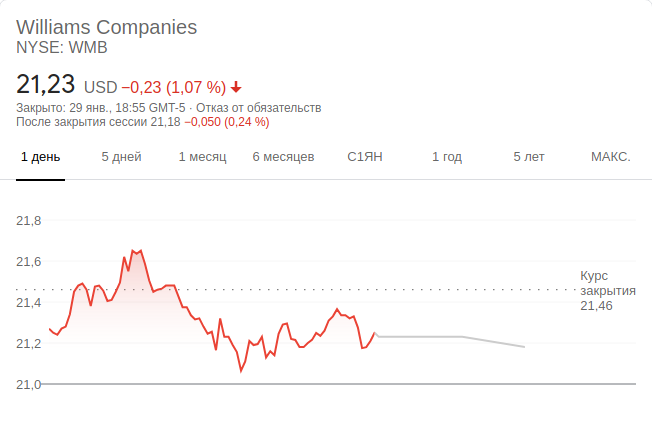 Williams Companies
NYSE: WMB
21,23 USD −0,23 (1,07 %)
Закрыто: 29 янв., 18:55 GMT-5 · Отказ от обязательств
После закрытия сессии 21,18 −0,050 (0,24 %)
1 день 5 дней 1 месяц 6 месяцев С1ЯН 1 год 5 лет МАКС.
21,8
21,6
21,4
21,2
21,0
Курс
закрытия
21,46